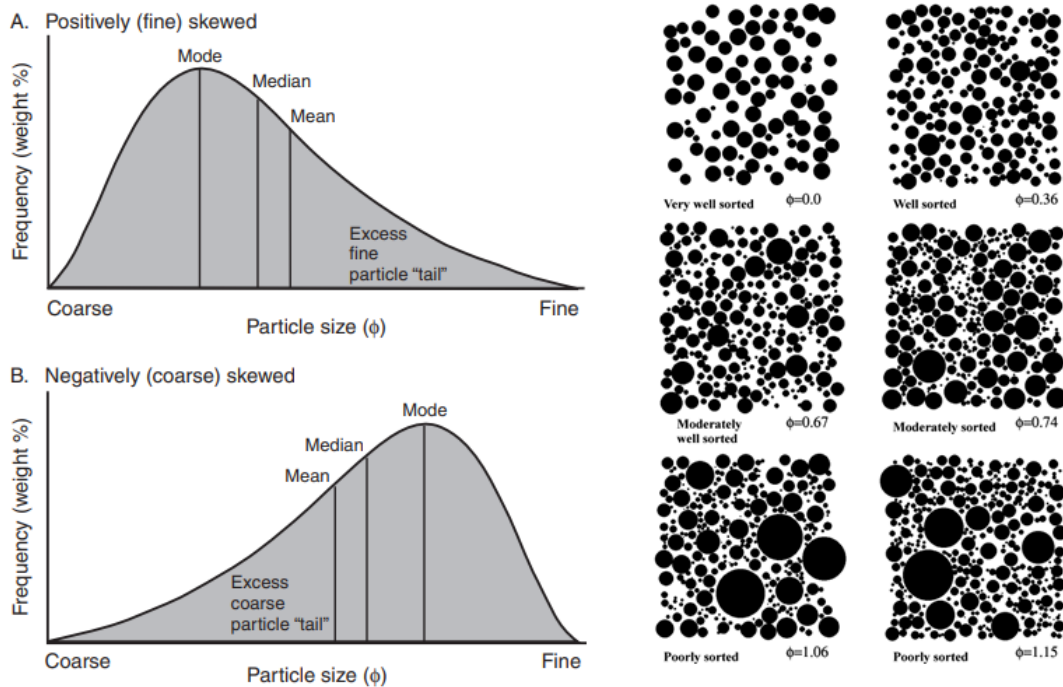 A. Positively (fine) skewed
Frequency (weight %)
Mode
Median
Mean
Excess
fine
particle “tail”
Coarse
Fine
Particle size (ϕ)
B. Negatively (coarse) skewed
Frequency (weight %)
Mode
Median
Mean
Excess
coarse
particle “tail”
Coarse
Fine
Particle size (ϕ)
Very well sorted
ϕ=0.0
Well sorted
ϕ=0.36
Moderately
well sorted
ϕ=0.67
Moderately sorted
ϕ=0.74
Poorly sorted
ϕ=1.06
Poorly sorted
ϕ=1.15